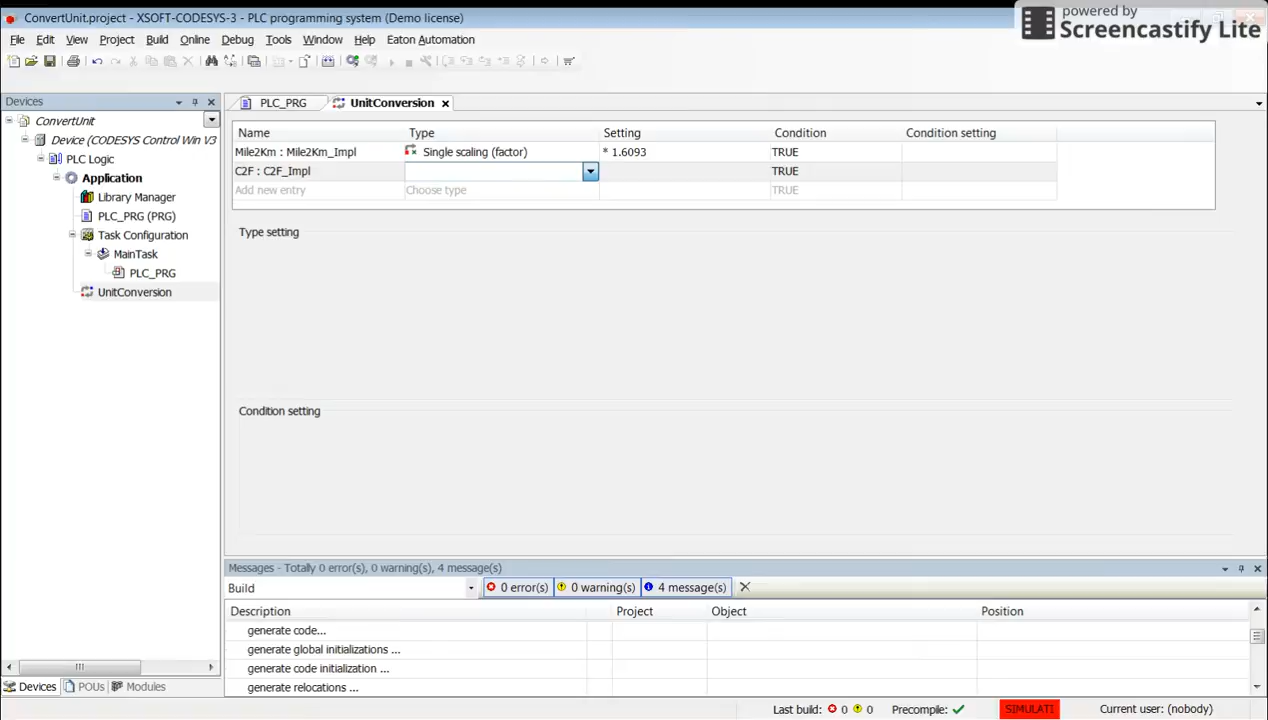 ConvertUnit.project - XSOFT-CODESYS-3 - PLC programming system (Demo license)
powered by
Screencastify Lite
File Edit View Project Build Online Debug Tools Window Help Eaton Automation
Devices
PLC_PRG UnitConversion
ConvertUnit
Device (CODESYS Control Win V3
PLC Logic
Application
Library Manager
PLC_PRG (PRG)
Task Configuration
MainTask
PLC_PRG
UnitConversion
Name Type Setting Condition Condition setting
Mile2Km : Mile2Km_Impl Single scaling (factor) * 1.6093 TRUE
C2F : C2F_Impl TRUE
Add new entry Choose type TRUE
Type setting
Condition setting
Messages - Totally 0 error(s), 0 warning(s), 4 message(s)
Build 0 error(s) 0 warning(s) 4 message(s)
Description Project Object Position
generate code...
generate global initializations ...
generate code initialization ...
generate relocations ...
Devices POUs Modules
Last build: 0 0 Precompile: SIMULATI Current user: (nobody)